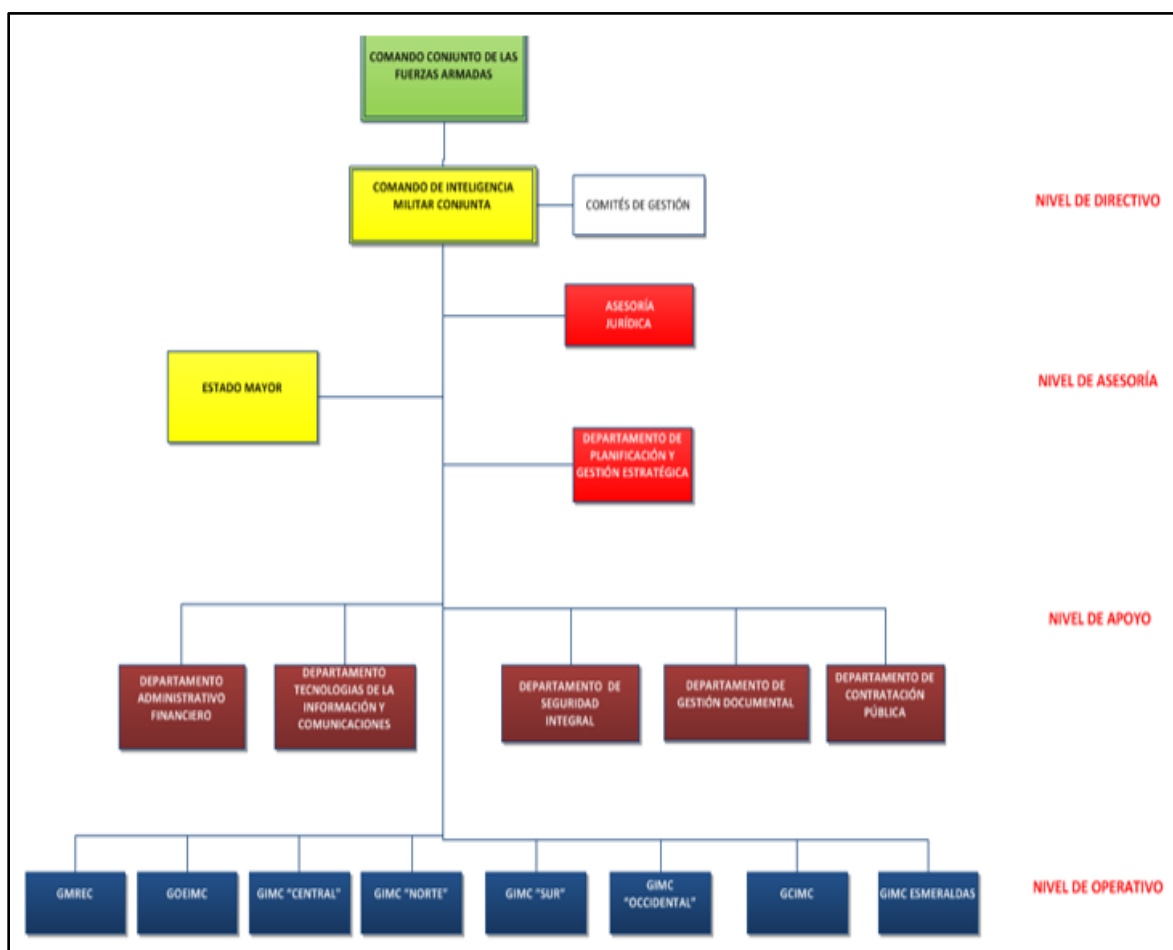 COMANDO CONJUNTO DE LAS
FUERZAS ARMADAS
COMANDO DE INTELIGENCIA
MILITAR CONJUNTA
COMITÉS DE GESTIÓN
NIVEL DE DIRECTIVO
ASESORÍA
JURÍDICA
ESTADO MAYOR
NIVEL DE ASESORÍA
DEPARTAMENTO DE
PLANIFICACIÓN Y
GESTIÓN ESTRATÉGICA
NIVEL DE APOYO
DEPARTAMENTO
ADMINISTRATIVO
FINANCIERO
DEPARTAMENTO
TECNOLOGIAS DE LA
INFORMACIÓN Y
COMUNICACIONES
DEPARTAMENTO DE
SEGURIDAD
INTEGRAL
DEPARTAMENTO DE
GESTIÓN DOCUMENTAL
DEPARTAMENTO DE
CONTRATACIÓN
PÚBLICA
GMREC
GOEIMC
GIMC "CENTRAL"
GIMC "NORTE"
GIMC "SUR"
GIMC
"OCCIDENTAL"
GCIMC
GIMC ESMERALDAS
NIVEL DE OPERATIVO